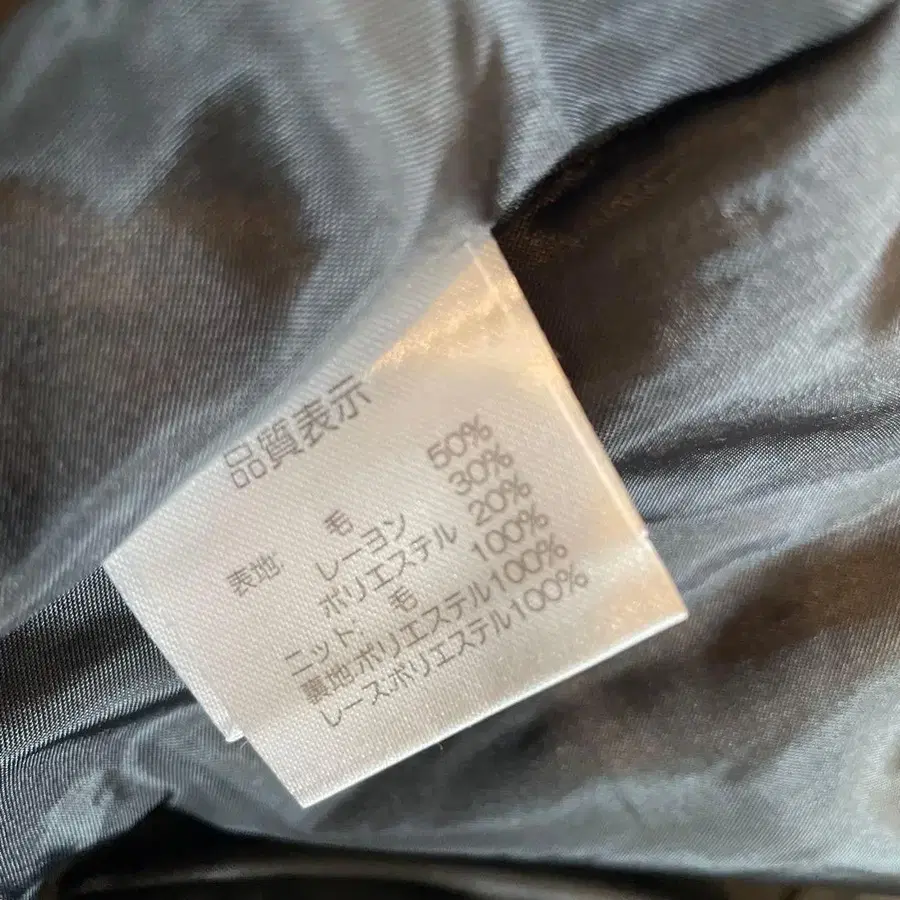 品質表示
表地: 毛 50%
レーヨン 30%
ポリエステル 20%
ニット: 毛 100%
裏地:ポリエステル100%
レース:ポリエステル100%